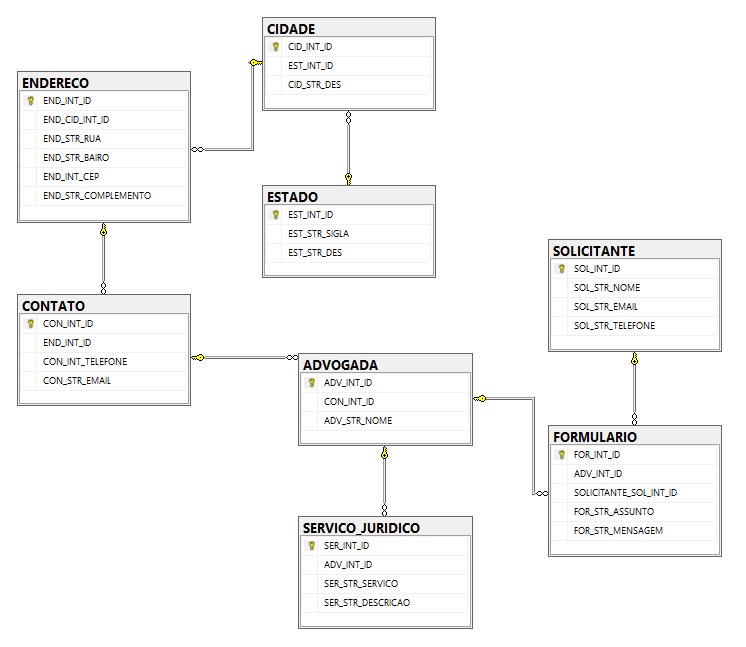 CIDADE
CID_INT_ID
EST_INT_ID
CID_STR_DES
ENDERECO
END_INT_ID
END_CID_INT_ID
END_STR_RUA
END_STR_BAIRO
END_INT_CEP
END_STR_COMPLEMENTO
ESTADO
EST_INT_ID
EST_STR_SIGLA
EST_STR_DES
SOLICITANTE
SOL_INT_ID
SOL_STR_NOME
SOL_STR_EMAIL
SOL_STR_TELEFONE
CONTATO
CON_INT_ID
END_INT_ID
CON_INT_TELEFONE
CON_STR_EMAIL
ADVOGADA
ADV_INT_ID
CON_INT_ID
ADV_STR_NOME
FORMULARIO
FOR_INT_ID
ADV_INT_ID
SOLICITANTE_SOL_INT_ID
FOR_STR_ASSUNTO
FOR_STR_MENSAGEM
SERVICO_JURIDICO
SER_INT_ID
ADV_INT_ID
SER_STR_SERVICO
SER_STR_DESCRICAO